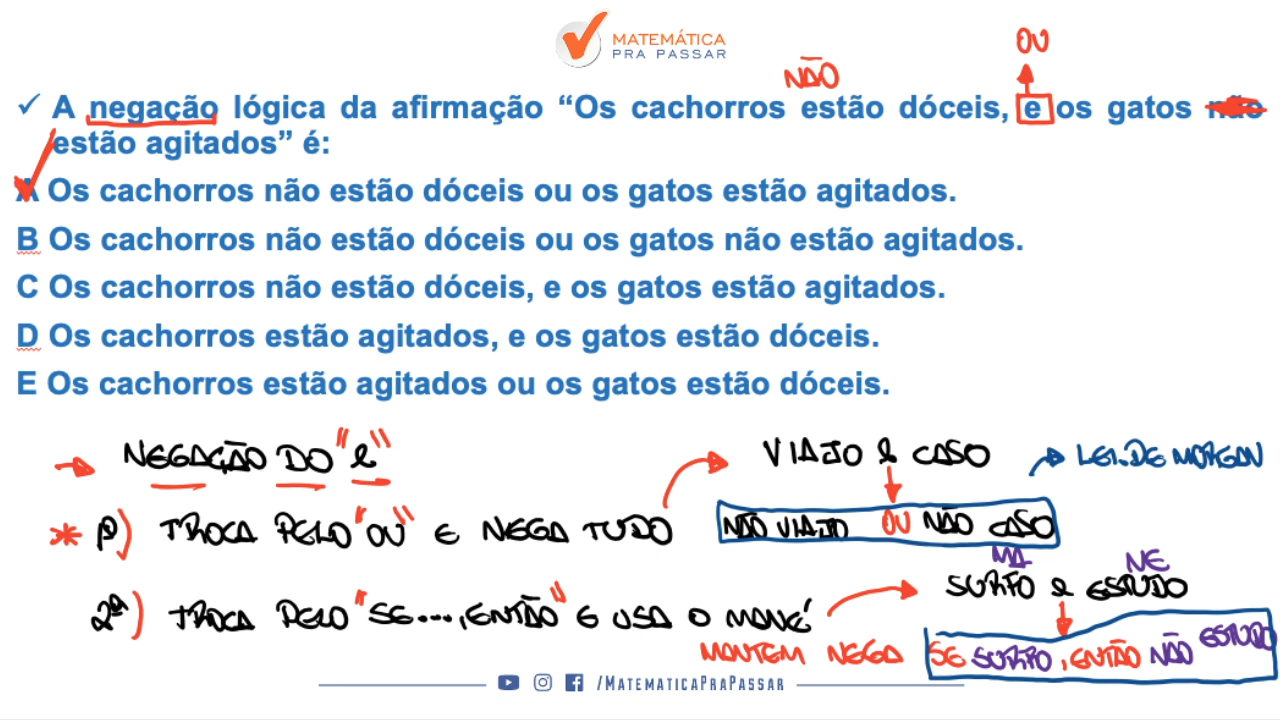 MATEMÁTICA
PRA PASSAR
OU
NÃO
✓ A negação lógica da afirmação “Os cachorros estão dóceis, e os gatos não
estão agitados” é:
A Os cachorros não estão dóceis ou os gatos estão agitados.
B Os cachorros não estão dóceis ou os gatos não estão agitados.
C Os cachorros não estão dóceis, e os gatos estão agitados.
D Os cachorros estão agitados, e os gatos estão dóceis.
E Os cachorros estão agitados ou os gatos estão dóceis.
NEGAÇÃO DO "e"
VIAJO e CASO
LEI. DE MORGAN
TROCA PELO "OU" E NEGA TUDO
NÃO VIAJO OU NÃO CASO
MA NE
SURFO e ESTUDO
2ª) TROCA PELO "SE...., ENTÃO" E USA O MANÉ
MANTEM NEGA
SE SURFO, ENTÃO NÃO ESTUDO
/MATEMATICAPRAPASSAR